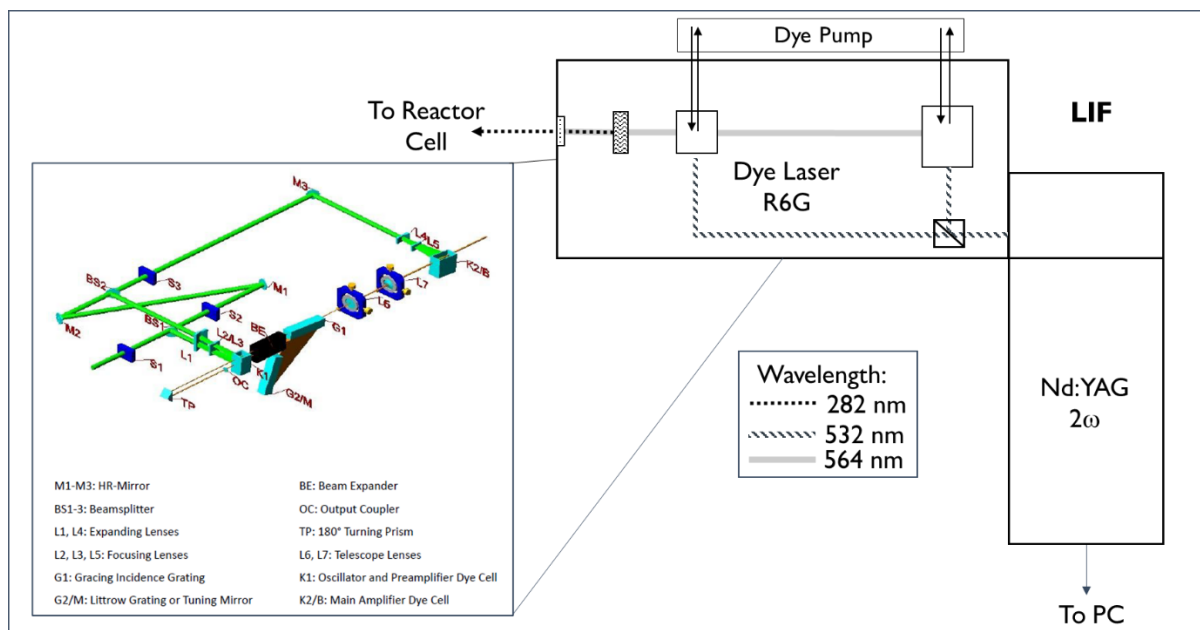 Dye Pump
To Reactor
Cell
LIF
Dye Laser
R6G
M3
L4/L5
K2/B
BS2
S3
M1
L7
L6
M2
BS1
S2
BE
G1
L2/L3
L1
S1
K1
OC
G2/M
TP
Wavelength:
282 nm
532 nm
564 nm
Nd:YAG
2ω
To PC
M1-M3: HR-Mirror
BE: Beam Expander
BS1-3: Beamsplitter
OC: Output Coupler
L1, L4: Expanding Lenses
TP: 180° Turning Prism
L2, L3, L5: Focusing Lenses
L6, L7: Telescope Lenses
G1: Gracing Incidence Grating
K1: Oscillator and Preamplifier Dye Cell
G2/M: Littrow Grating or Tuning Mirror
K2/B: Main Amplifier Dye Cell